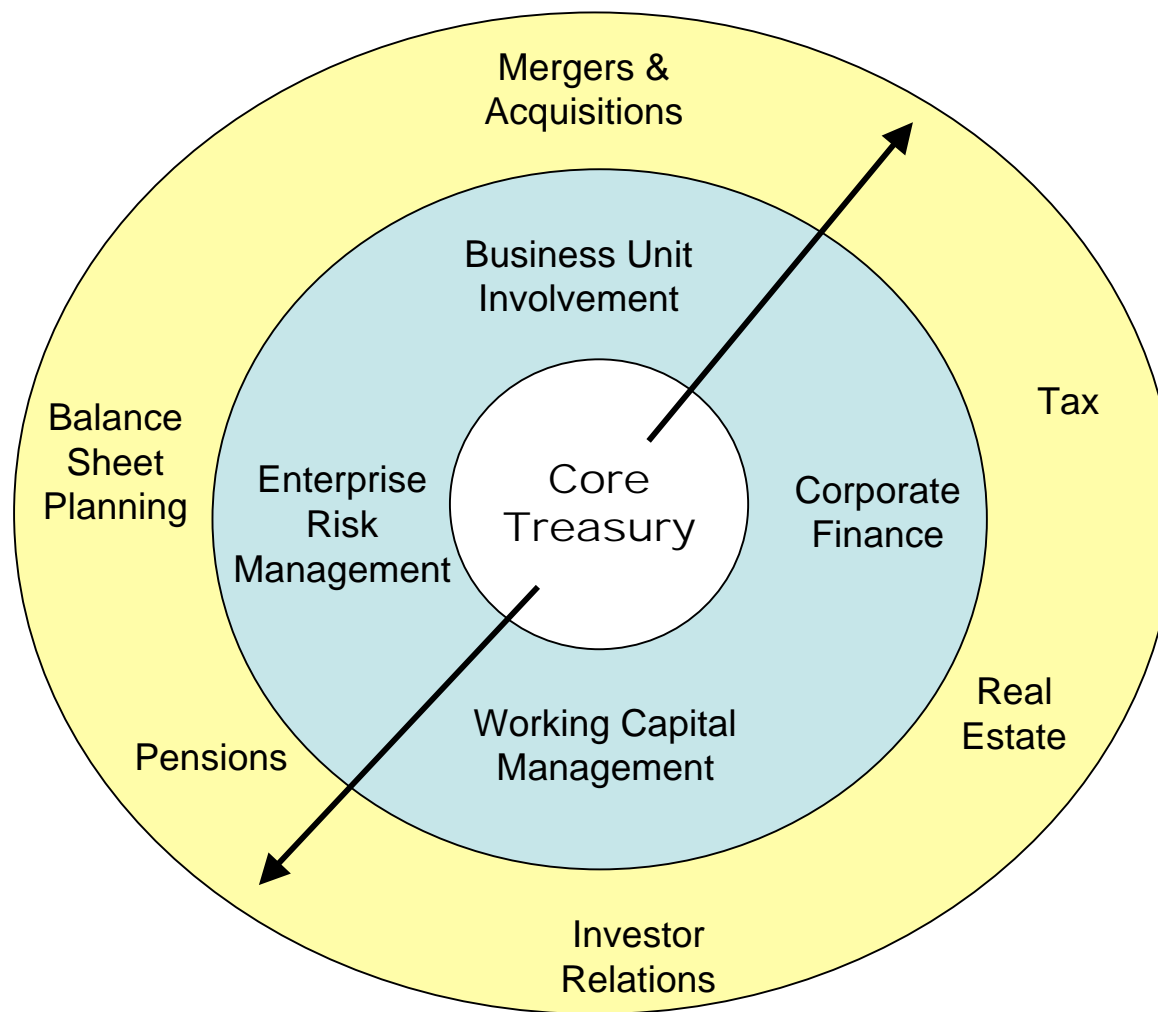 Mergers &
Acquisitions
Business Unit
Involvement
Tax
Balance
Sheet
Planning
Enterprise
Risk
Management
Core
Treasury
Corporate
Finance
Real
Estate
Pensions
Working Capital
Management
Investor
Relations